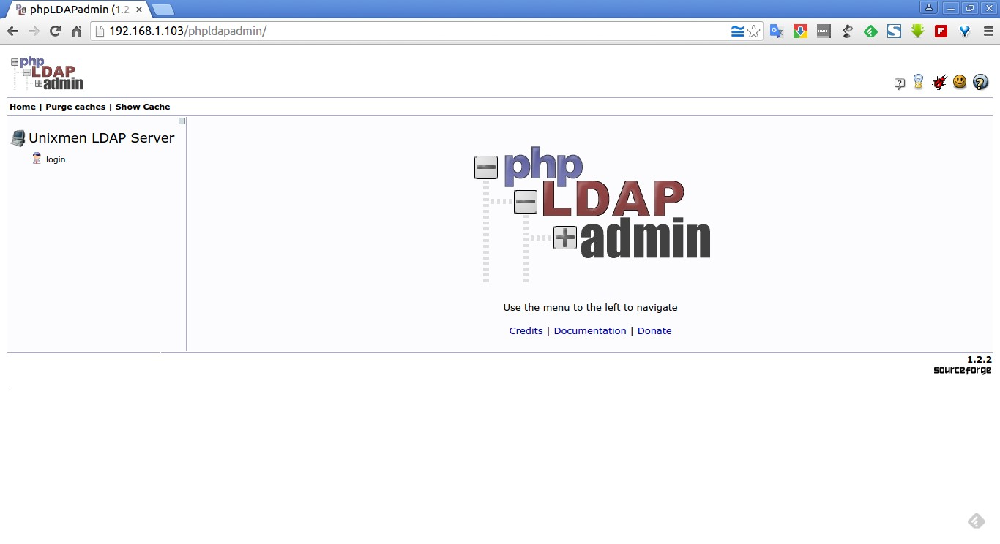 phpLDAPadmin (1.2
192.168.1.103/phpldapadmin/
php
LDAP
admin
Home | Purge caches | Show Cache
Unixmen LDAP Server
login
php
LDAP
admin
Use the menu to the left to navigate
Credits | Documentation | Donate
1.2.2
sourceforge